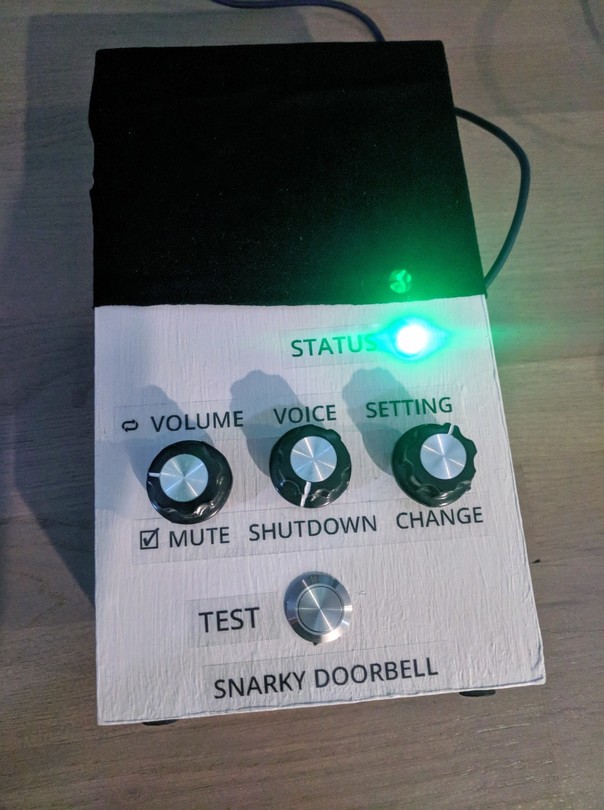 STATUS
VOLUME VOICE SETTING
☑ MUTE SHUTDOWN CHANGE
TEST
SNARKY DOORBELL